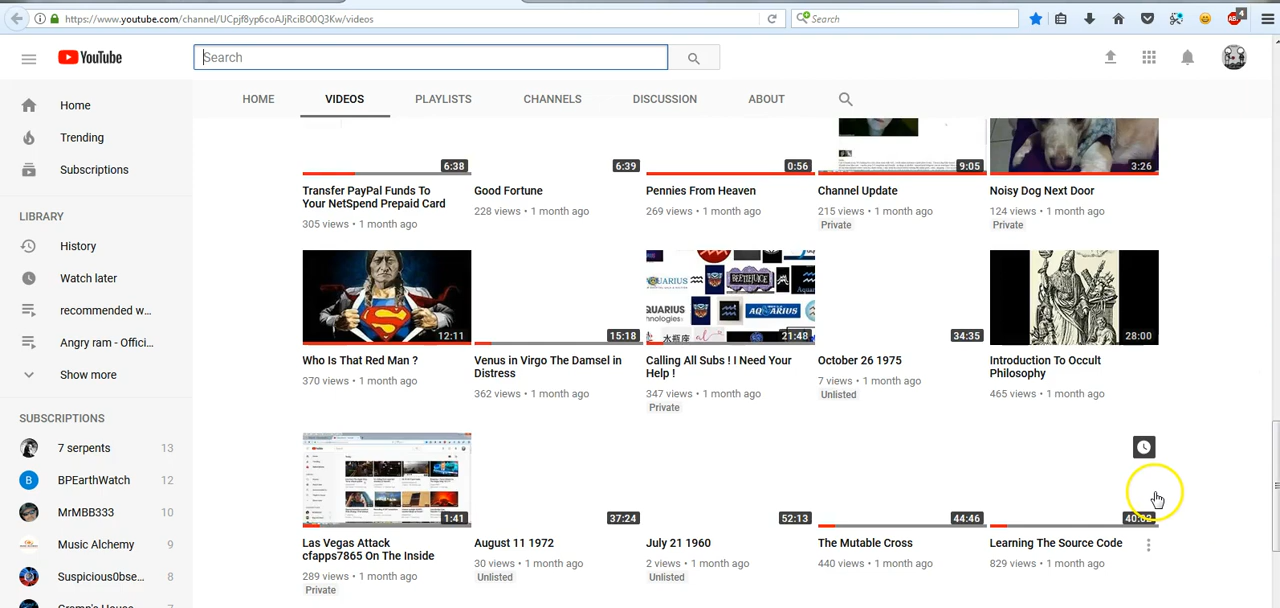 https://www.youtube.com/channel/UCpjf8yp6coAJjRciBO0Q3Kw/videos
Search
4
YouTube
Search
Home
Trending
Subscriptions
LIBRARY
History
Watch later
recommended w...
Angry ram - Offici...
Show more
SUBSCRIPTIONS
7 serpents 13
BPEarthWatch 12
MrMBB333 10
Music Alchemy 9
Suspicious0bse... 8
HOME VIDEOS PLAYLISTS CHANNELS DISCUSSION ABOUT
6:38 6:39 0:56 9:05 3:26
Transfer PayPal Funds To
Your NetSpend Prepaid Card
305 views • 1 month ago
Good Fortune
228 views • 1 month ago
Pennies From Heaven
269 views • 1 month ago
Channel Update
215 views • 1 month ago
Private
Noisy Dog Next Door
124 views • 1 month ago
Private
AQUARIUS
BEETLEJUICE
AQUARIUS
水瓶座
12:11 15:18 21:48 34:35 28:00
Who Is That Red Man ?
370 views • 1 month ago
Venus in Virgo The Damsel in
Distress
362 views • 1 month ago
Calling All Subs ! I Need Your
Help !
347 views • 1 month ago
Private
October 26 1975
7 views • 1 month ago
Unlisted
Introduction To Occult
Philosophy
465 views • 1 month ago
1:41 37:24 52:13 44:46
Las Vegas Attack
cfapps7865 On The Inside
289 views • 1 month ago
Private
August 11 1972
30 views • 1 month ago
Unlisted
July 21 1960
2 views • 1 month ago
Unlisted
The Mutable Cross
440 views • 1 month ago
Learning The Source Code
829 views • 1 month ago